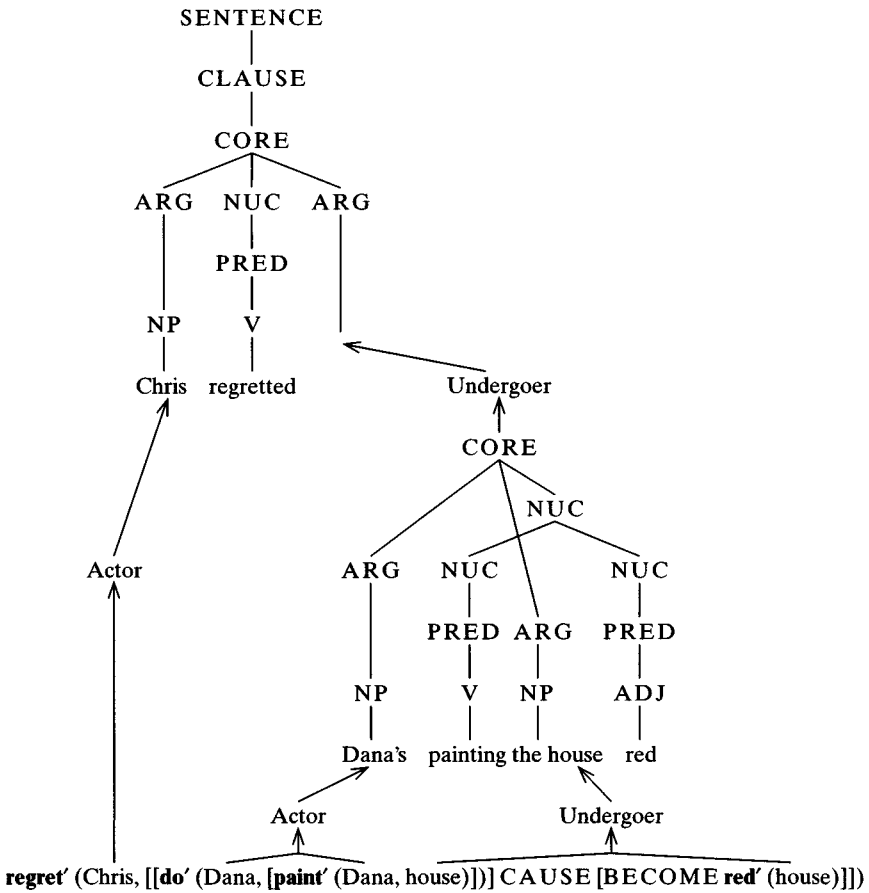 SENTENCE
CLAUSE
CORE
ARG NUC ARG
PRED
NP V
Chris regretted Undergoer
CORE
NUC
Actor ARG NUC NUC
PRED ARG PRED
NP V NP ADJ
Dana's painting the house red
Actor Undergoer
regret′ (Chris, [[do′ (Dana, [paint′ (Dana, house)])] CAUSE [BECOME red′ (house)]])